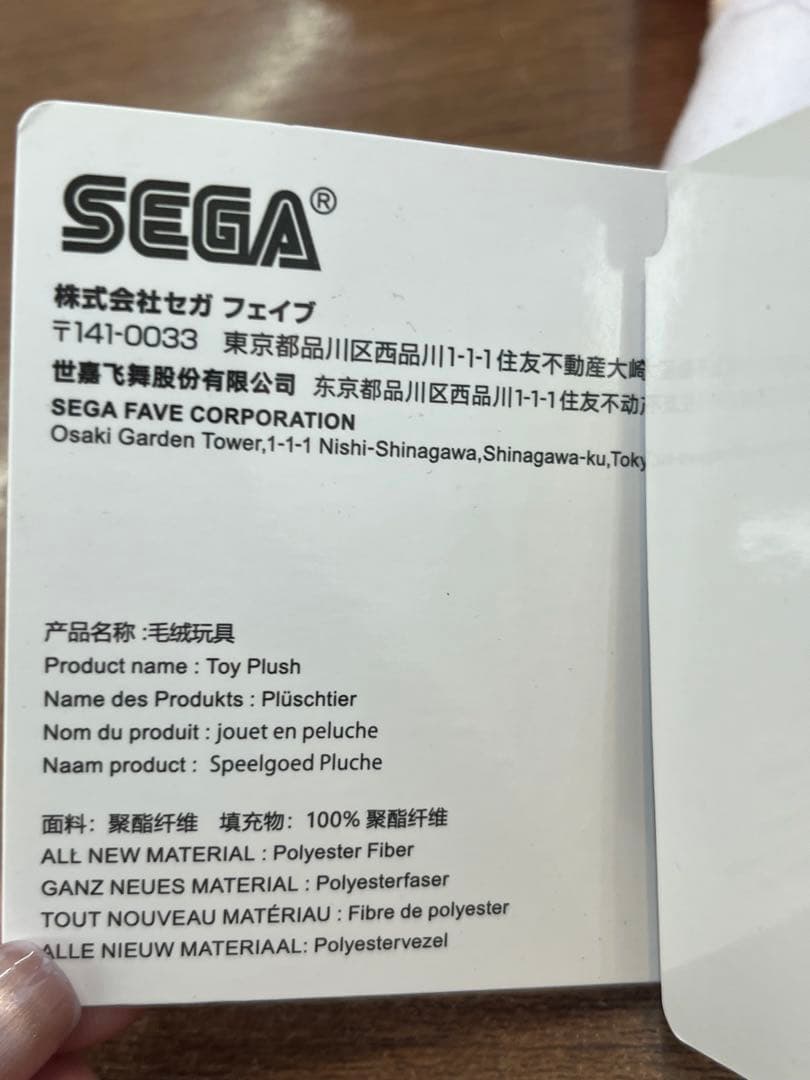 SEGA®
株式会社セガ フェイブ
〒141-0033 東京都品川区西品川1-1-1住友不動産大崎
世嘉飞舞股份有限公司 东京都品川区西品川1-1-1住友不动
SEGA FAVE CORPORATION
Osaki Garden Tower,1-1-1 Nishi-Shinagawa,Shinagawa-ku,Toky
产品名称 :毛绒玩具
Product name : Toy Plush
Name des Produkts : Plüschtier
Nom du produit : jouet en peluche
Naam product : Speelgoed Pluche
面料：聚酯纤维 填充物：100% 聚酯纤维
ALL NEW MATERIAL : Polyester Fiber
GANZ NEUES MATERIAL : Polyesterfaser
TOUT NOUVEAU MATÉRIAU : Fibre de polyester
ALLE NIEUW MATERIAAL: Polyestervezel